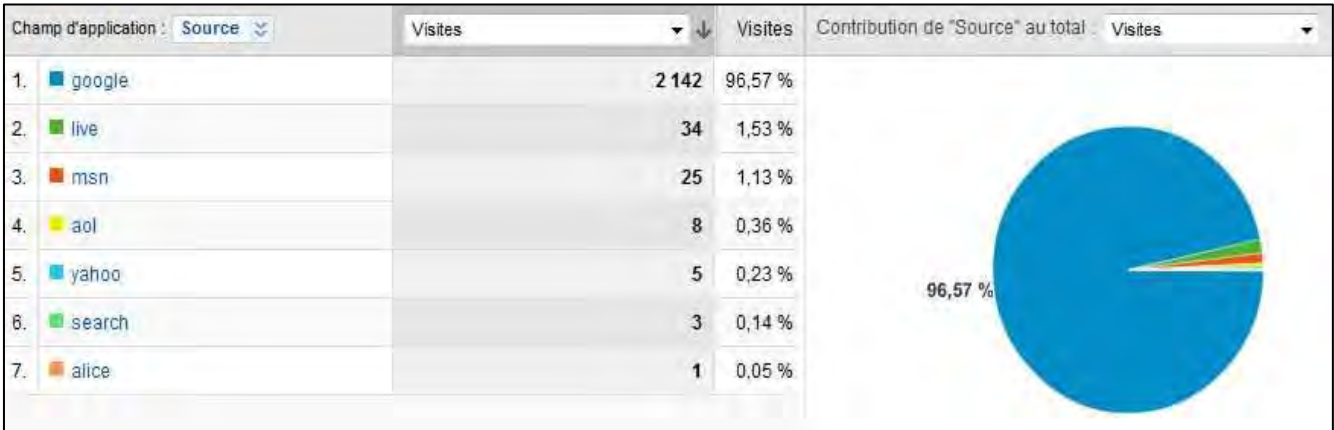 Champ d'application : Source Visites Visites Contribution de "Source" au total : Visites
1. google 2 142 96,57 %
2. live 34 1,53 %
3. msn 25 1,13 %
4. aol 8 0,36 %
5. yahoo 5 0,23 %
6. search 3 0,14 %
7. alice 1 0,05 %
96,57 %